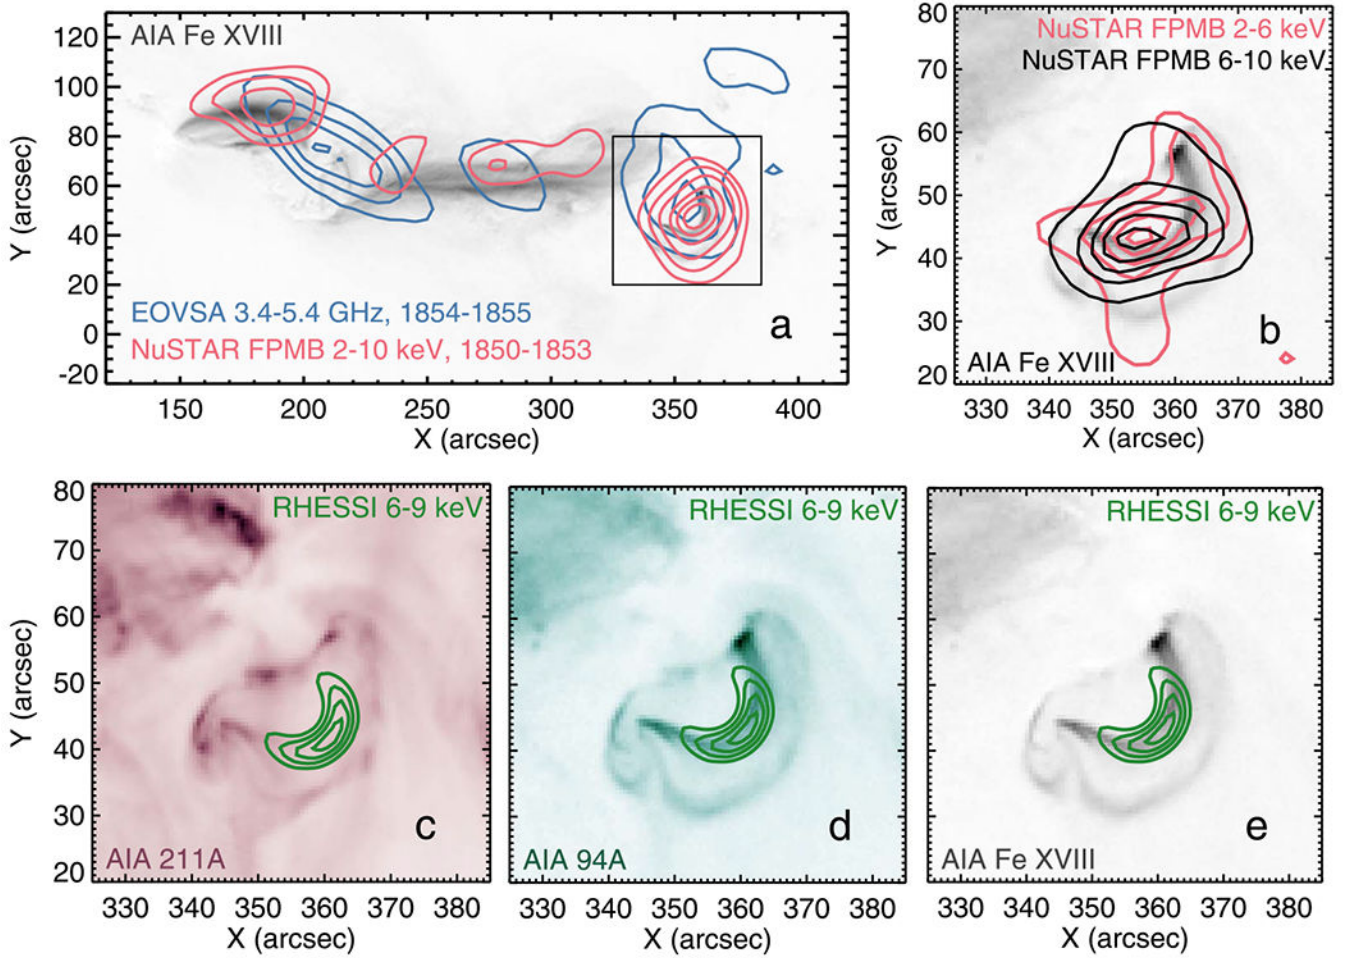 AIA Fe XVIII
120
100
80
60
40
20
0
-20
Y (arcsec)
EOVSA 3.4-5.4 GHz, 1854-1855
NuSTAR FPMB 2-10 keV, 1850-1853
a
150 200 250 300 350 400
X (arcsec)
NuSTAR FPMB 2-6 keV
NuSTAR FPMB 6-10 keV
80
70
60
50
40
30
20
Y (arcsec)
b
AIA Fe XVIII
330 340 350 360 370 380
X (arcsec)
RHESSI 6-9 keV
80
70
60
50
40
30
20
Y (arcsec)
c
AIA 211A
330 340 350 360 370 380
X (arcsec)
RHESSI 6-9 keV
d
AIA 94A
330 340 350 360 370 380
X (arcsec)
RHESSI 6-9 keV
e
AIA Fe XVIII
330 340 350 360 370 380
X (arcsec)